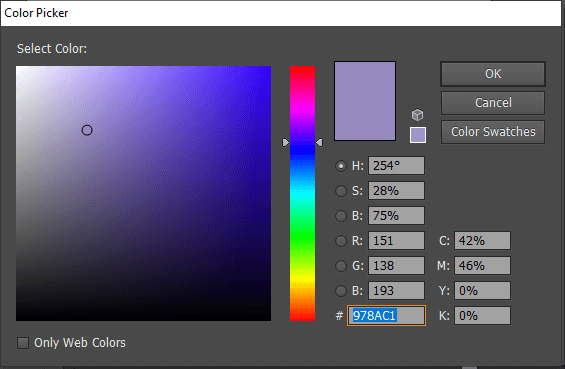 Color Picker
Select Color:
OK
Cancel
Color Swatches
H: 254°
S: 28%
B: 75%
R: 151 C: 42%
G: 138 M: 46%
B: 193 Y: 0%
# 978AC1 K: 0%
Only Web Colors